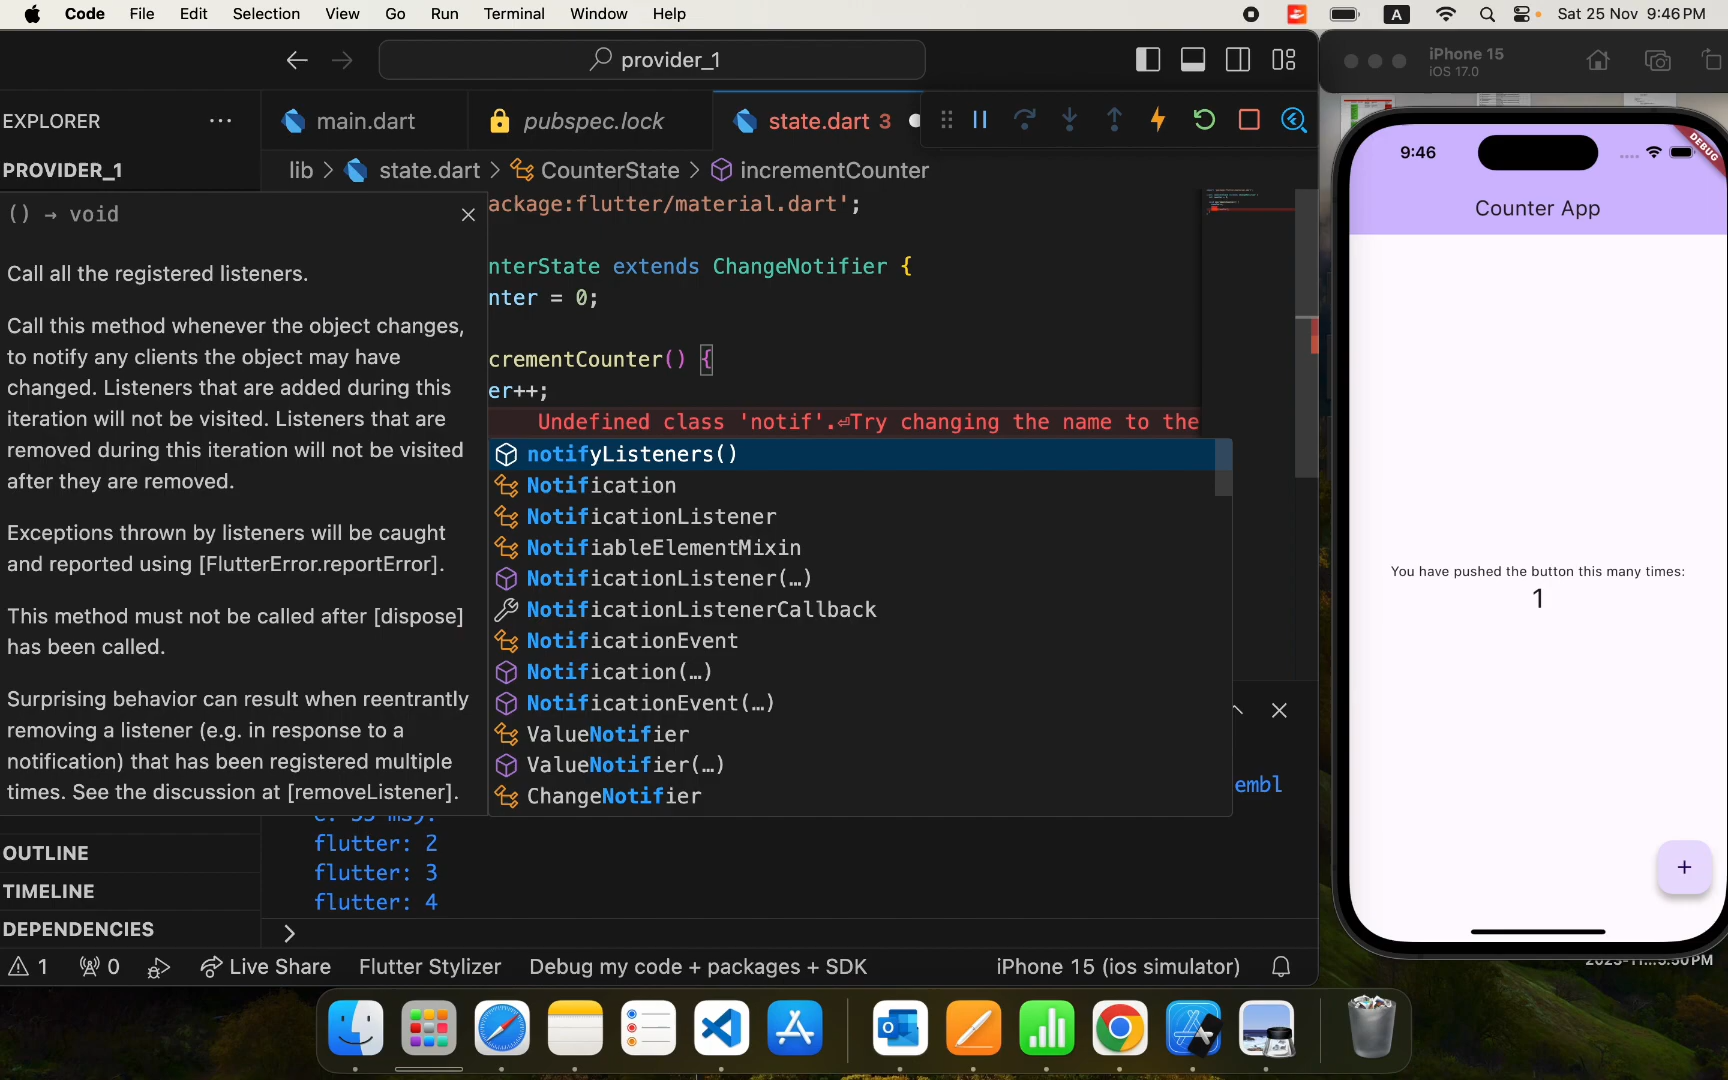 Code File Edit Selection View Go Run Terminal Window Help A Sat 25 Nov 9:46 PM
provider_1
iPhone 15
iOS 17.0
EXPLORER
main.dart
pubspec.lock
state.dart 3
PROVIDER_1
lib > state.dart > CounterState > incrementCounter
() → void
Call all the registered listeners.
Call this method whenever the object changes,
to notify any clients the object may have
changed. Listeners that are added during this
iteration will not be visited. Listeners that are
removed during this iteration will not be visited
after they are removed.
Exceptions thrown by listeners will be caught
and reported using [FlutterError.reportError].
This method must not be called after [dispose]
has been called.
Surprising behavior can result when reentrantly
removing a listener (e.g. in response to a
notification) that has been registered multiple
times. See the discussion at [removeListener].
ackage:flutter/material.dart';
nterState extends ChangeNotifier {
nter = 0;
crementCounter() {
er++;
Undefined class 'notif'.⏎Try changing the name to the
notifyListeners()
Notification
NotificationListener
NotifiableElementMixin
NotificationListener(…)
NotificationListenerCallback
NotificationEvent
Notification(…)
NotificationEvent(…)
ValueNotifier
ValueNotifier(…)
ChangeNotifier
embl
flutter: 2
flutter: 3
flutter: 4
OUTLINE
TIMELINE
DEPENDENCIES
1 0 Live Share Flutter Stylizer Debug my code + packages + SDK iPhone 15 (ios simulator)
9:46
DEBUG
Counter App
You have pushed the button this many times:
1
+